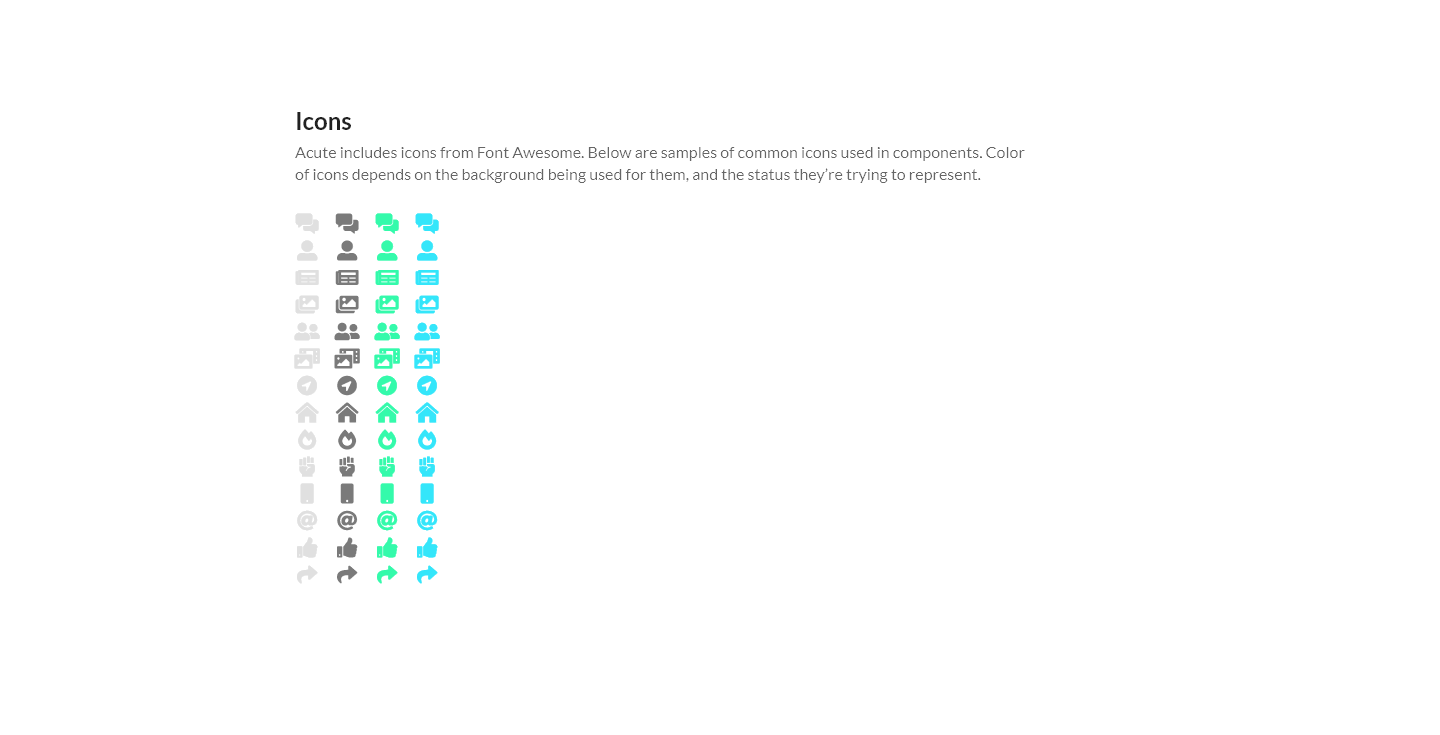 Icons
Acute includes icons from Font Awesome. Below are samples of common icons used in components. Color
of icons depends on the background being used for them, and the status they’re trying to represent.